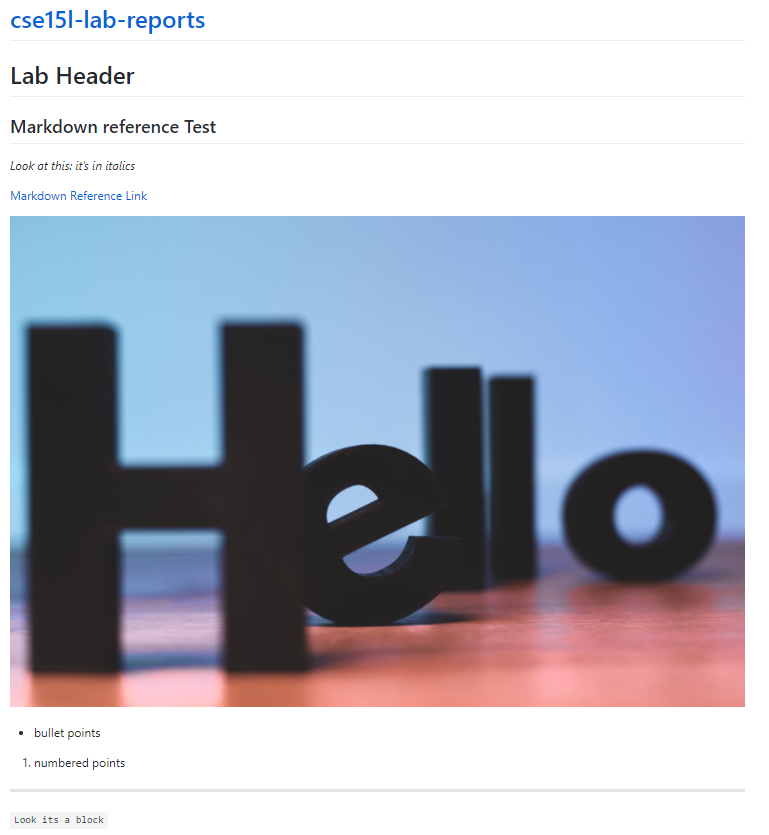 cse15l-lab-reports
Lab Header
Markdown reference Test
Look at this: it's in italics
Markdown Reference Link
Hello
bullet points
1. numbered points
Look its a block